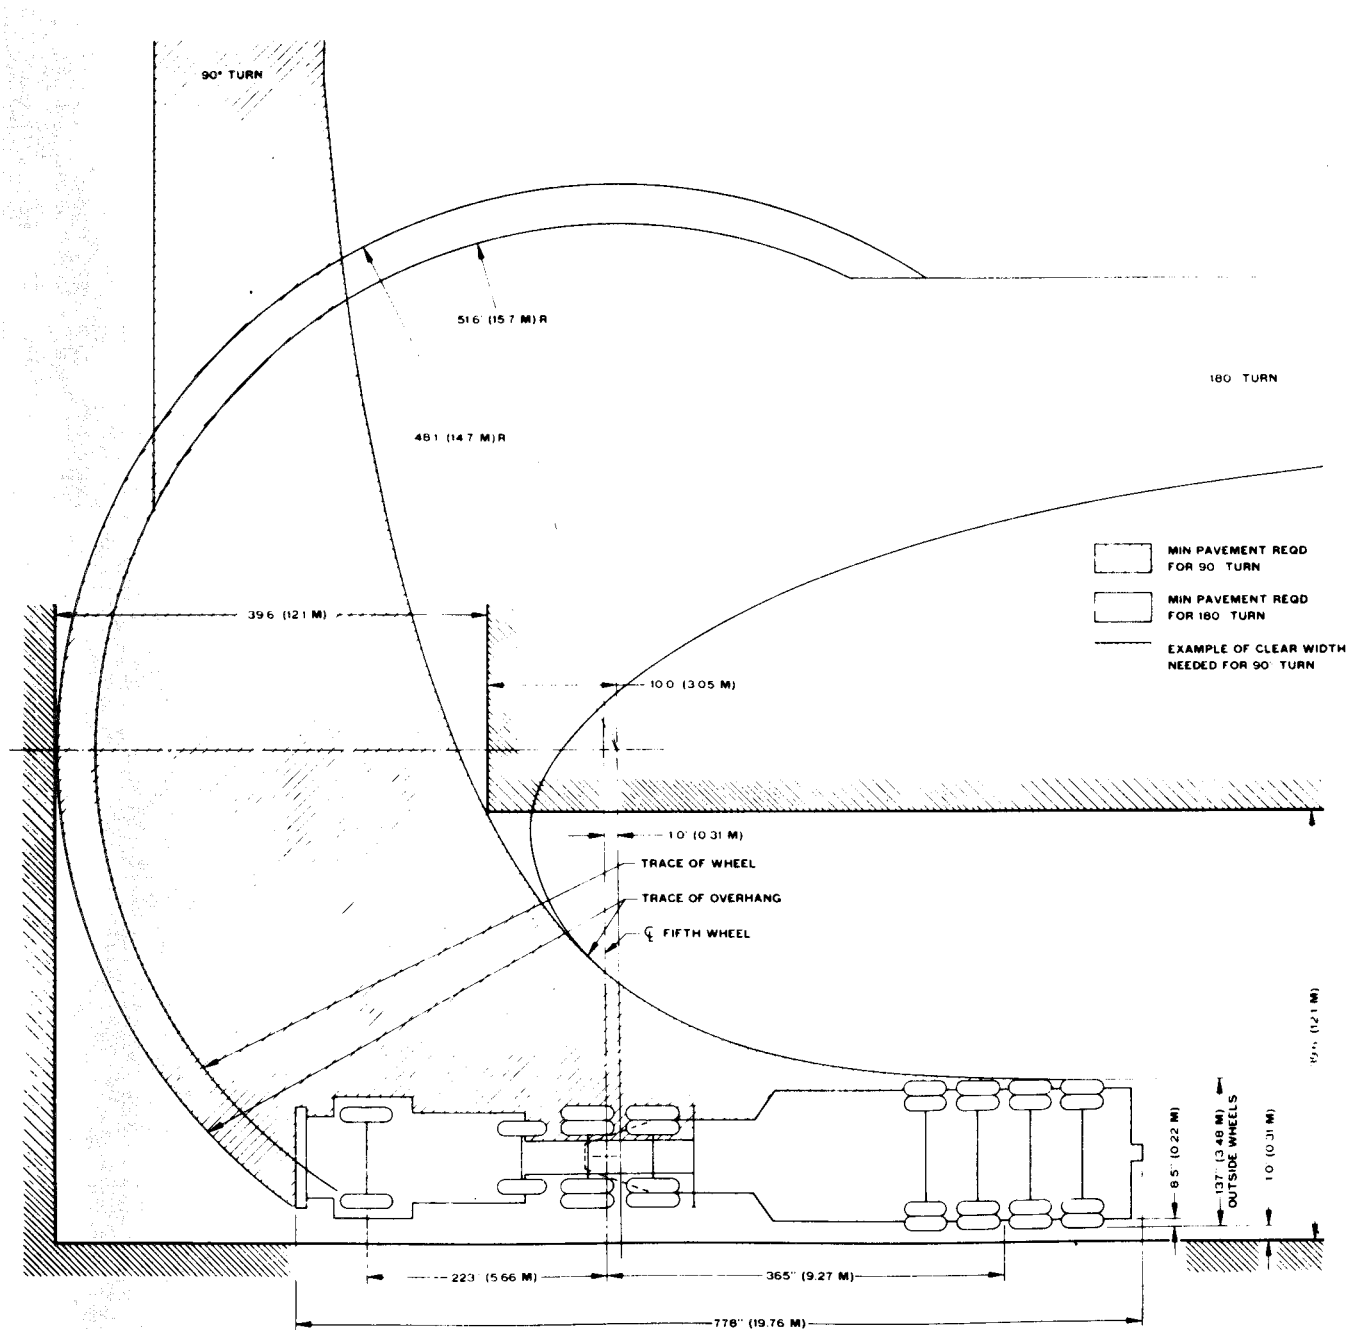 90° TURN
51.6' (15.7 M) R
180 TURN
48.1 (14.7 M) R
MIN PAVEMENT REQD
FOR 90 TURN
39.6 (12.1 M)
MIN PAVEMENT REQD
FOR 180 TURN
EXAMPLE OF CLEAR WIDTH
NEEDED FOR 90° TURN
10.0 (3.05 M)
1.0' (0.31 M)
TRACE OF WHEEL
TRACE OF OVERHANG
℄ FIFTH WHEEL
(12.1 M)
8.5" (0.22 M)
137" (3.48 M)
OUTSIDE WHEELS
1.0 (0.31 M)
223 (5.66 M)
365" (9.27 M)
778" (19.76 M)